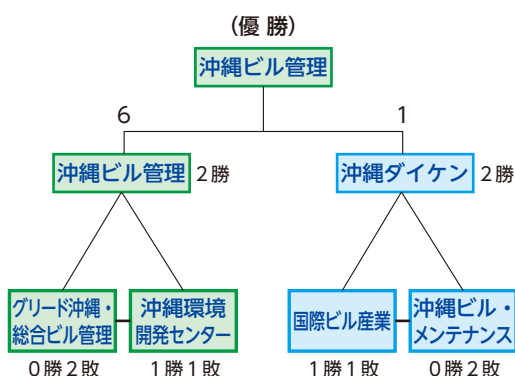 (優 勝)
沖縄ビル管理
6
1
沖縄ビル管理 2勝
沖縄ダイケン 2勝
グリード沖縄・
総合ビル管理
沖縄環境
開発センター
国際ビル産業
沖縄ビル・
メンテナンス
0勝2敗
1勝1敗
1勝1敗
0勝2敗